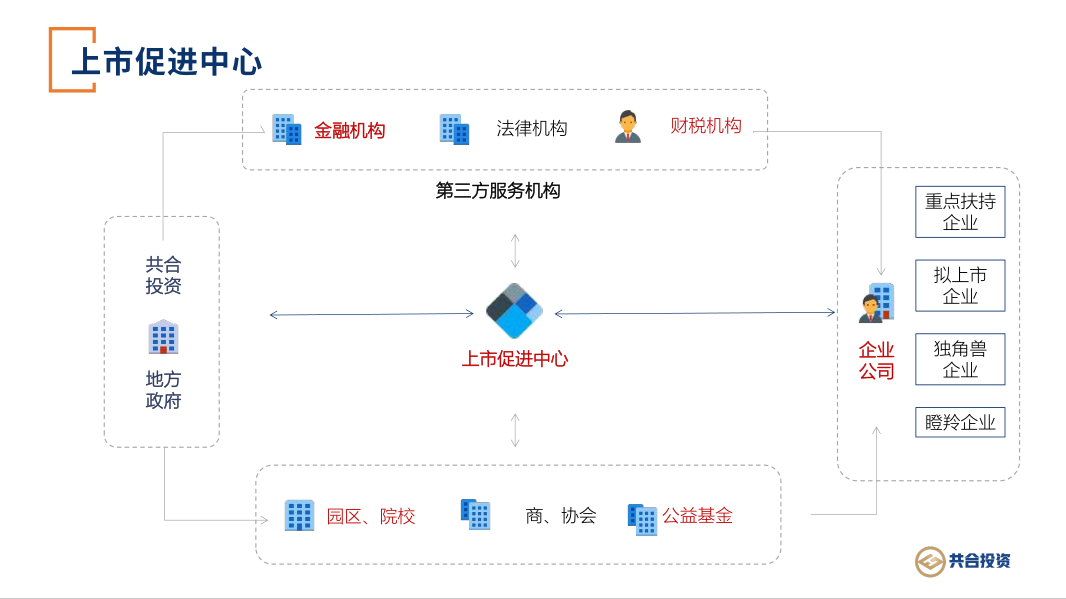 上市促进中心
金融机构
法律机构
财税机构
第三方服务机构
共合
投资
地方
政府
上市促进中心
企业
公司
重点扶持
企业
拟上市
企业
独角兽
企业
瞪羚企业
园区、院校
商、协会
公益基金
共合投资